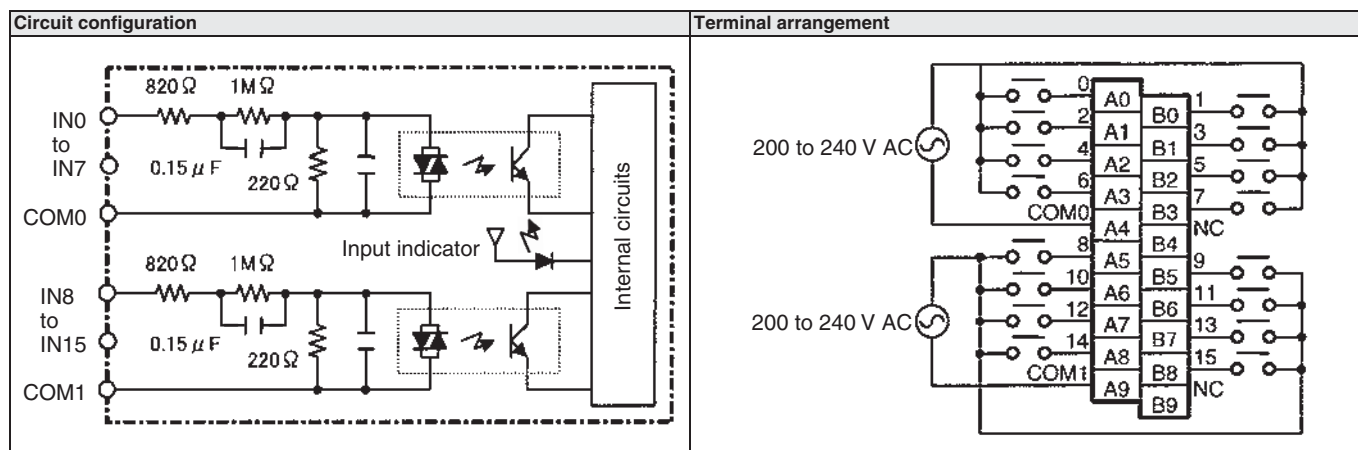 Circuit configuration
Terminal arrangement
820Ω 1MΩ
IN0
to
IN7
0.15μF
220Ω
COM0
Input indicator
820Ω 1MΩ
IN8
to
IN15
0.15μF
220Ω
COM1
Internal circuits
200 to 240 V AC
200 to 240 V AC
0 A0 B0 1
2 A1 B1 3
4 A2 B2 5
6 A3 B3 7
COM0 A4 B4 NC
8 A5 B5 9
10 A6 B6 11
12 A7 B7 13
14 A8 B8 15
COM1 A9 B9 NC